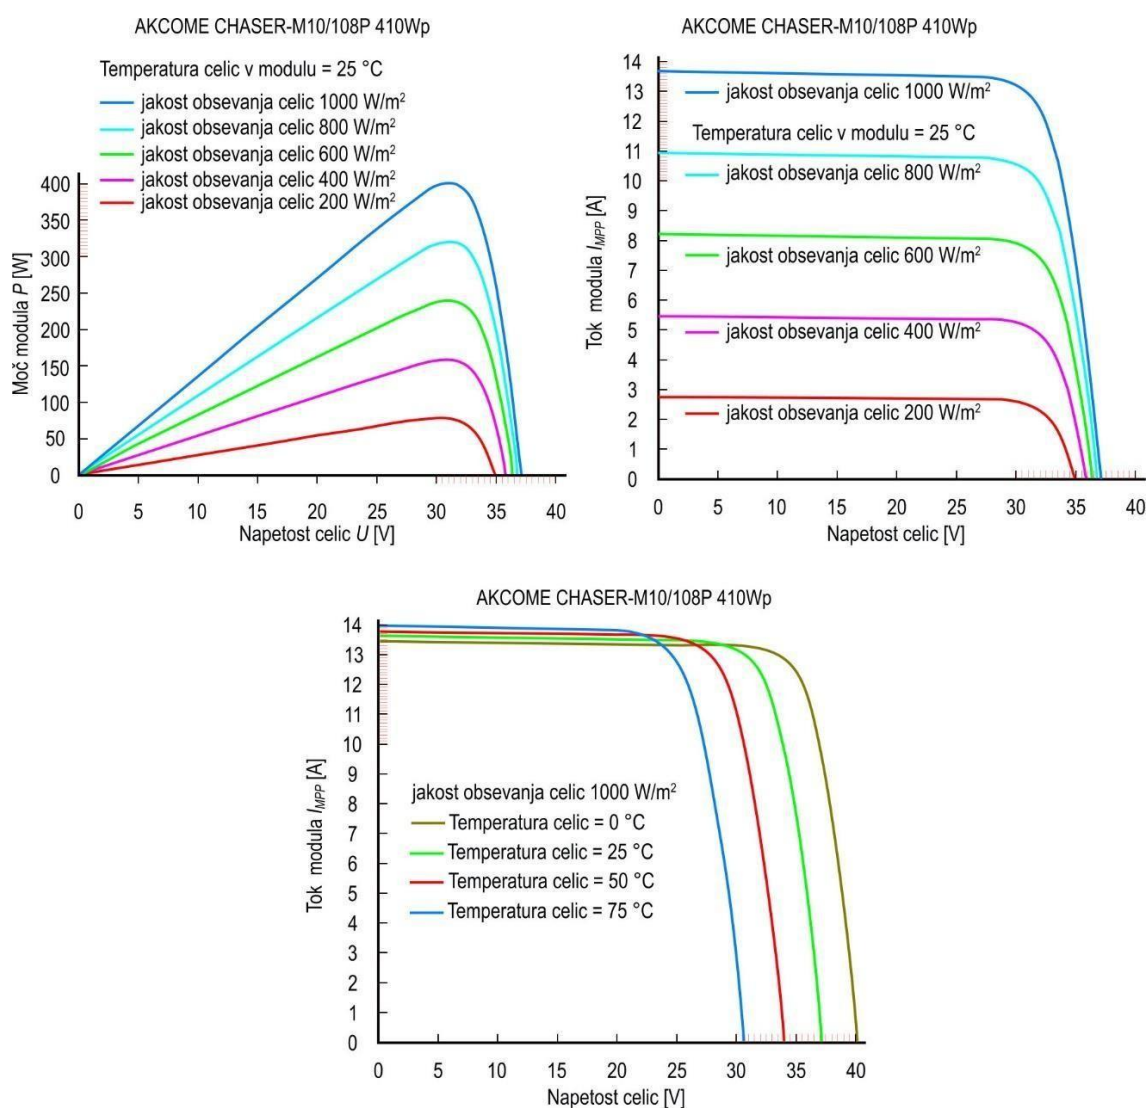 AKCOME CHASER-M10/108P 410Wp
Temperatura celic v modulu = 25 °C
jakost obsevanja celic 1000 W/m²
jakost obsevanja celic 800 W/m²
jakost obsevanja celic 600 W/m²
jakost obsevanja celic 400 W/m²
jakost obsevanja celic 200 W/m²
Moč modula P [W]
400
350
300
250
200
150
100
50
0
0 5 10 15 20 25 30 35 40
Napetost celic U [V]
AKCOME CHASER-M10/108P 410Wp
Tok modula I_MPP [A]
14
13
12
11
10
9
8
7
6
5
4
3
2
1
0
jakost obsevanja celic 1000 W/m²
Temperatura celic v modulu = 25 °C
jakost obsevanja celic 800 W/m²
jakost obsevanja celic 600 W/m²
jakost obsevanja celic 400 W/m²
jakost obsevanja celic 200 W/m²
0 5 10 15 20 25 30 35 40
Napetost celic [V]
AKCOME CHASER-M10/108P 410Wp
Tok modula I_MPP [A]
14
13
12
11
10
9
8
7
6
5
4
3
2
1
0
jakost obsevanja celic 1000 W/m²
Temperatura celic = 0 °C
Temperatura celic = 25 °C
Temperatura celic = 50 °C
Temperatura celic = 75 °C
0 5 10 15 20 25 30 35 40
Napetost celic [V]